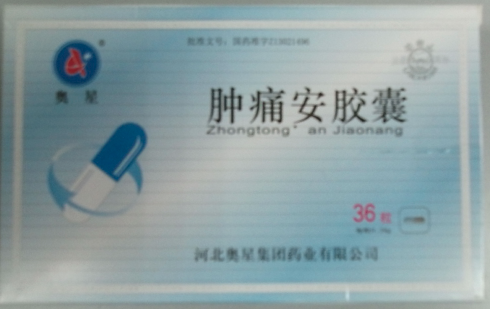 批准文号：国药准字Z13021496
奥星
肿痛安胶囊
Zhongtong'an Jiaonang
36粒
河北奥星集团药业有限公司